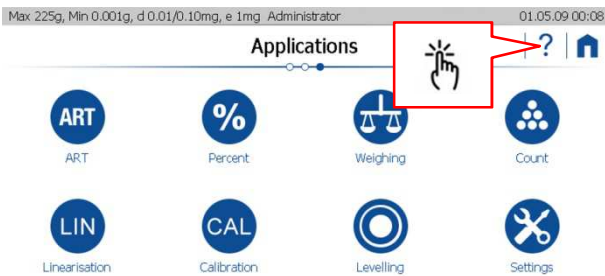 Max 225g, Min 0.001g, d 0.01/0.10mg, e 1mg Administrator 01.05.09 00:08
Applications ?
ART % 
ART Percent Weighing Count
LIN CAL
Linearisation Calibration Levelling Settings